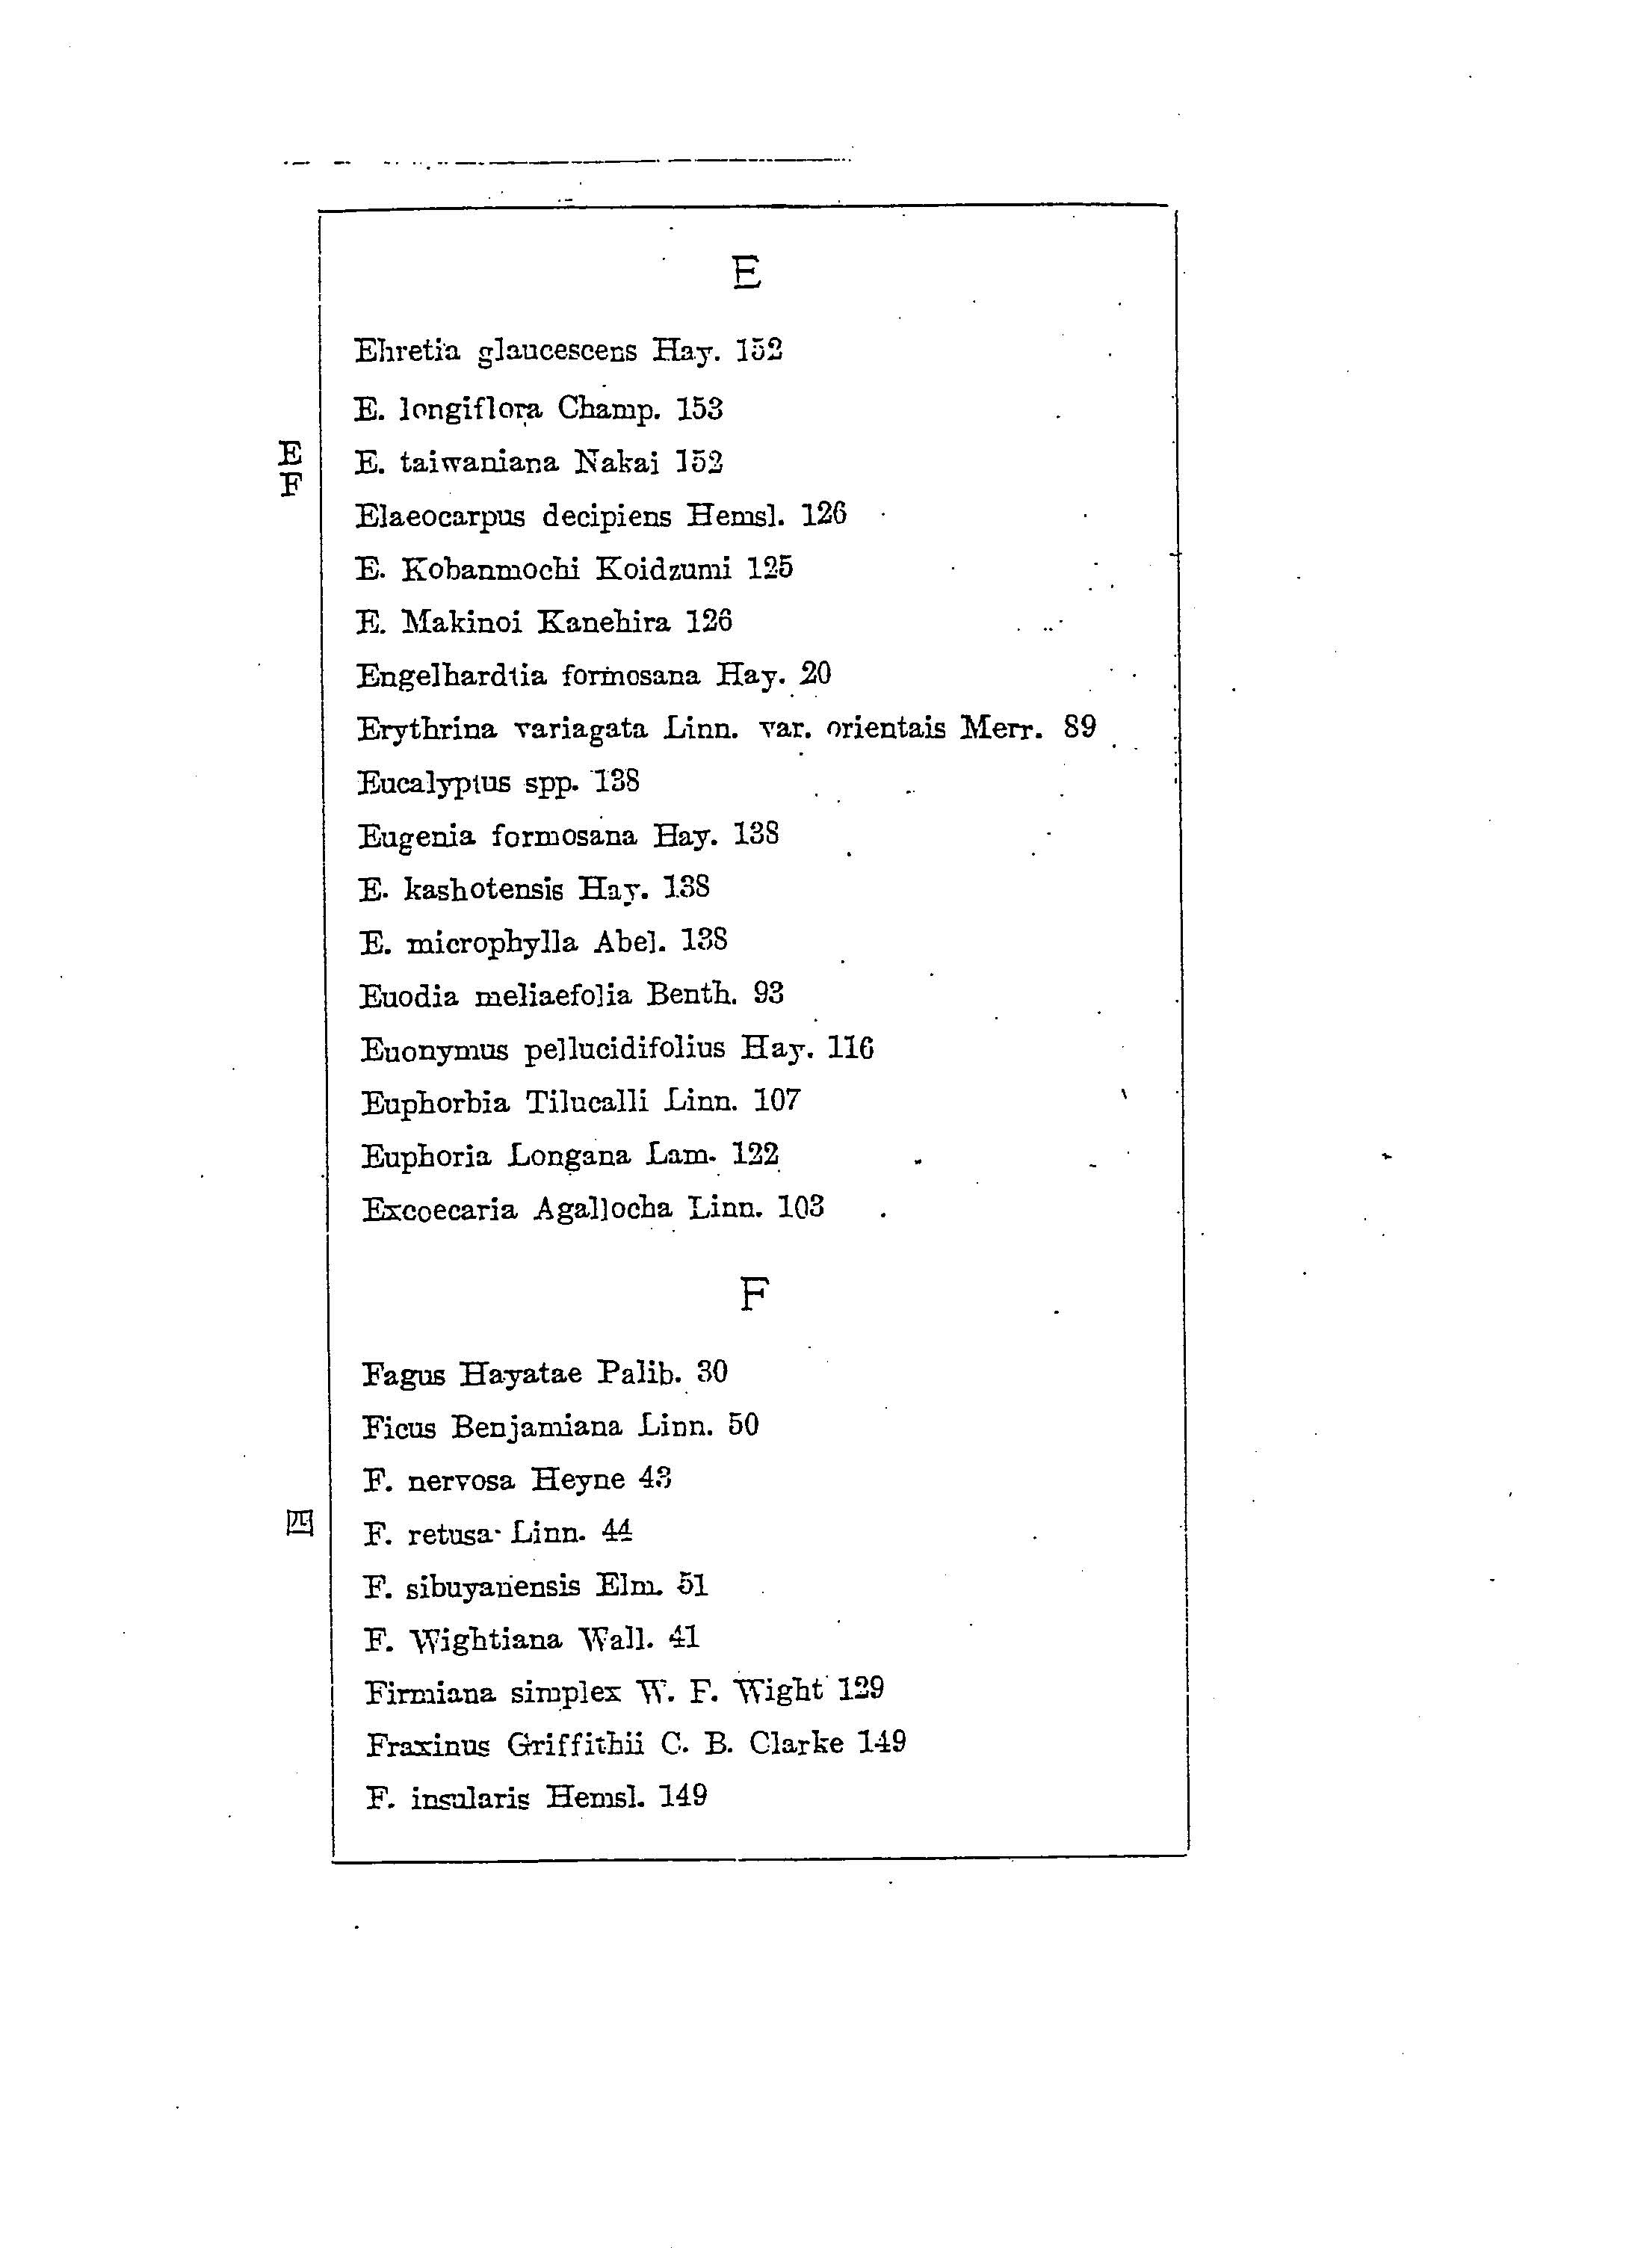 E
Ehretia glaucescens Hay. 152
E. longiflora Champ. 153
E. taiwaniana Nakai 152
Elaeocarpus decipiens Hemsl. 126
E. Kobanmochi Koidzumi 125
E. Makinoi Kanehira 126
Engelhardtia formosana Hay. 20
Erythrina variagata Linn. var. orientais Merr. 89
Eucalyptus spp. 138
Eugenia formosana Hay. 138
E. kashotensis Hay. 138
E. microphylla Abel. 138
Euodia meliaefolia Benth. 93
Euonymus pellucidifolius Hay. 116
Euphorbia Tilucalli Linn. 107
Euphoria Longana Lam. 122
Excoecaria Agallocha Linn. 103
F
Fagus Hayatae Palib. 30
Ficus Benjamiana Linn. 50
F. nervosa Heyne 43
F. retusa Linn. 44
F. sibuyanensis Elm. 51
F. Wightiana Wall. 41
Firmiana simplex W. F. Wight 129
Fraxinus Griffithii C. B. Clarke 149
F. insularis Hemsl. 149
E
F
四